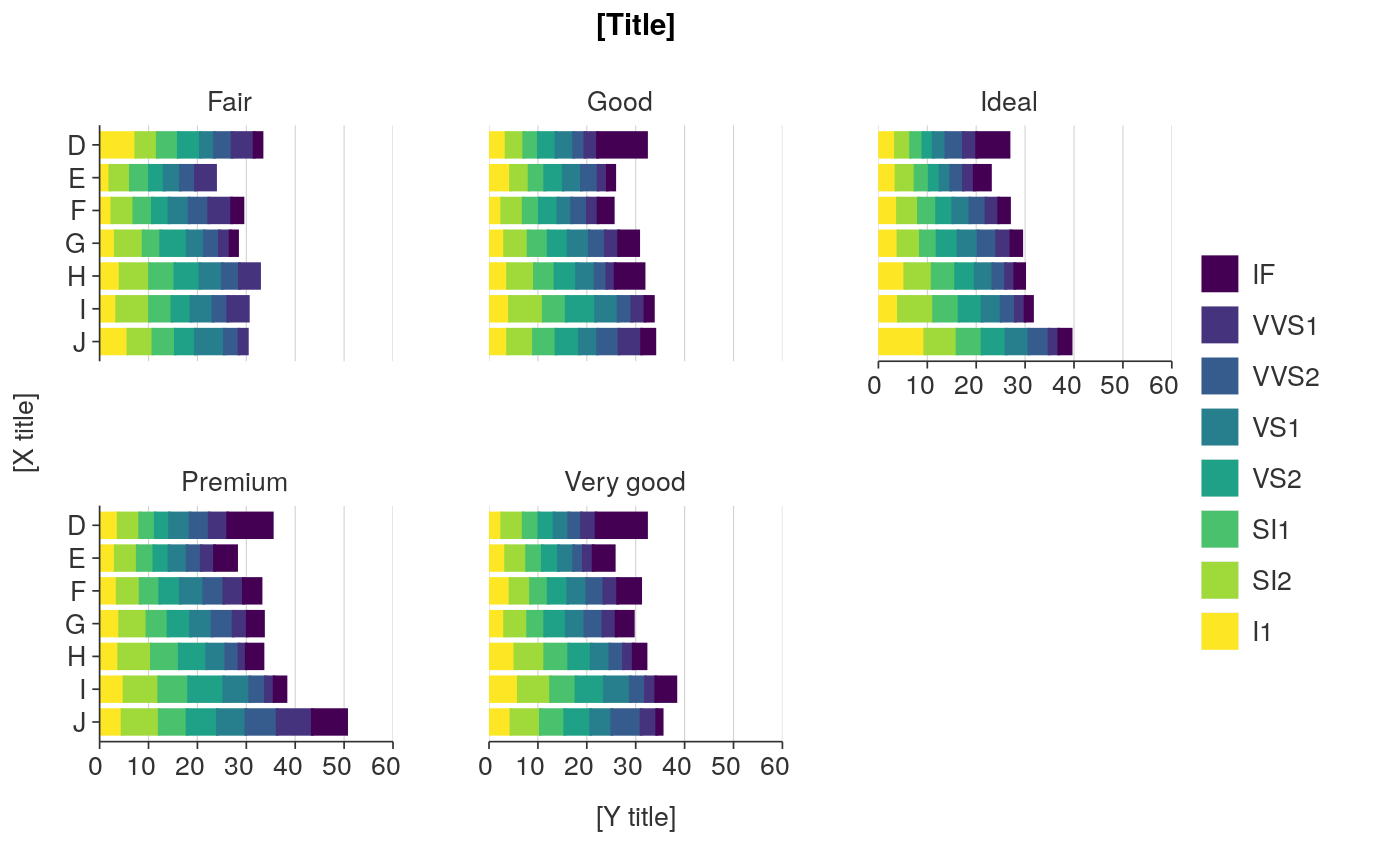 [Title]
Fair Good Ideal
D
E
F
G
H
I
J
0 10 20 30 40 50 60
IF
VVS1
VVS2
VS1
VS2
SI1
SI2
I1
[X title]
Premium Very good
D
E
F
G
H
I
J
0 10 20 30 40 50 60 0 10 20 30 40 50 60
[Y title]